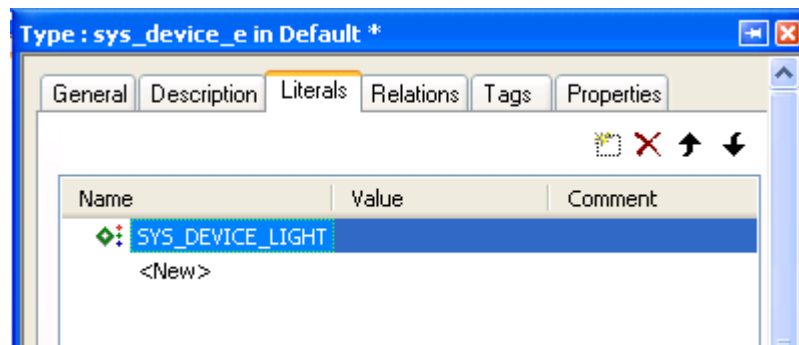 Type : sys_device_e in Default *
General Description Literals Relations Tags Properties
Name Value Comment
SYS_DEVICE_LIGHT
<New>